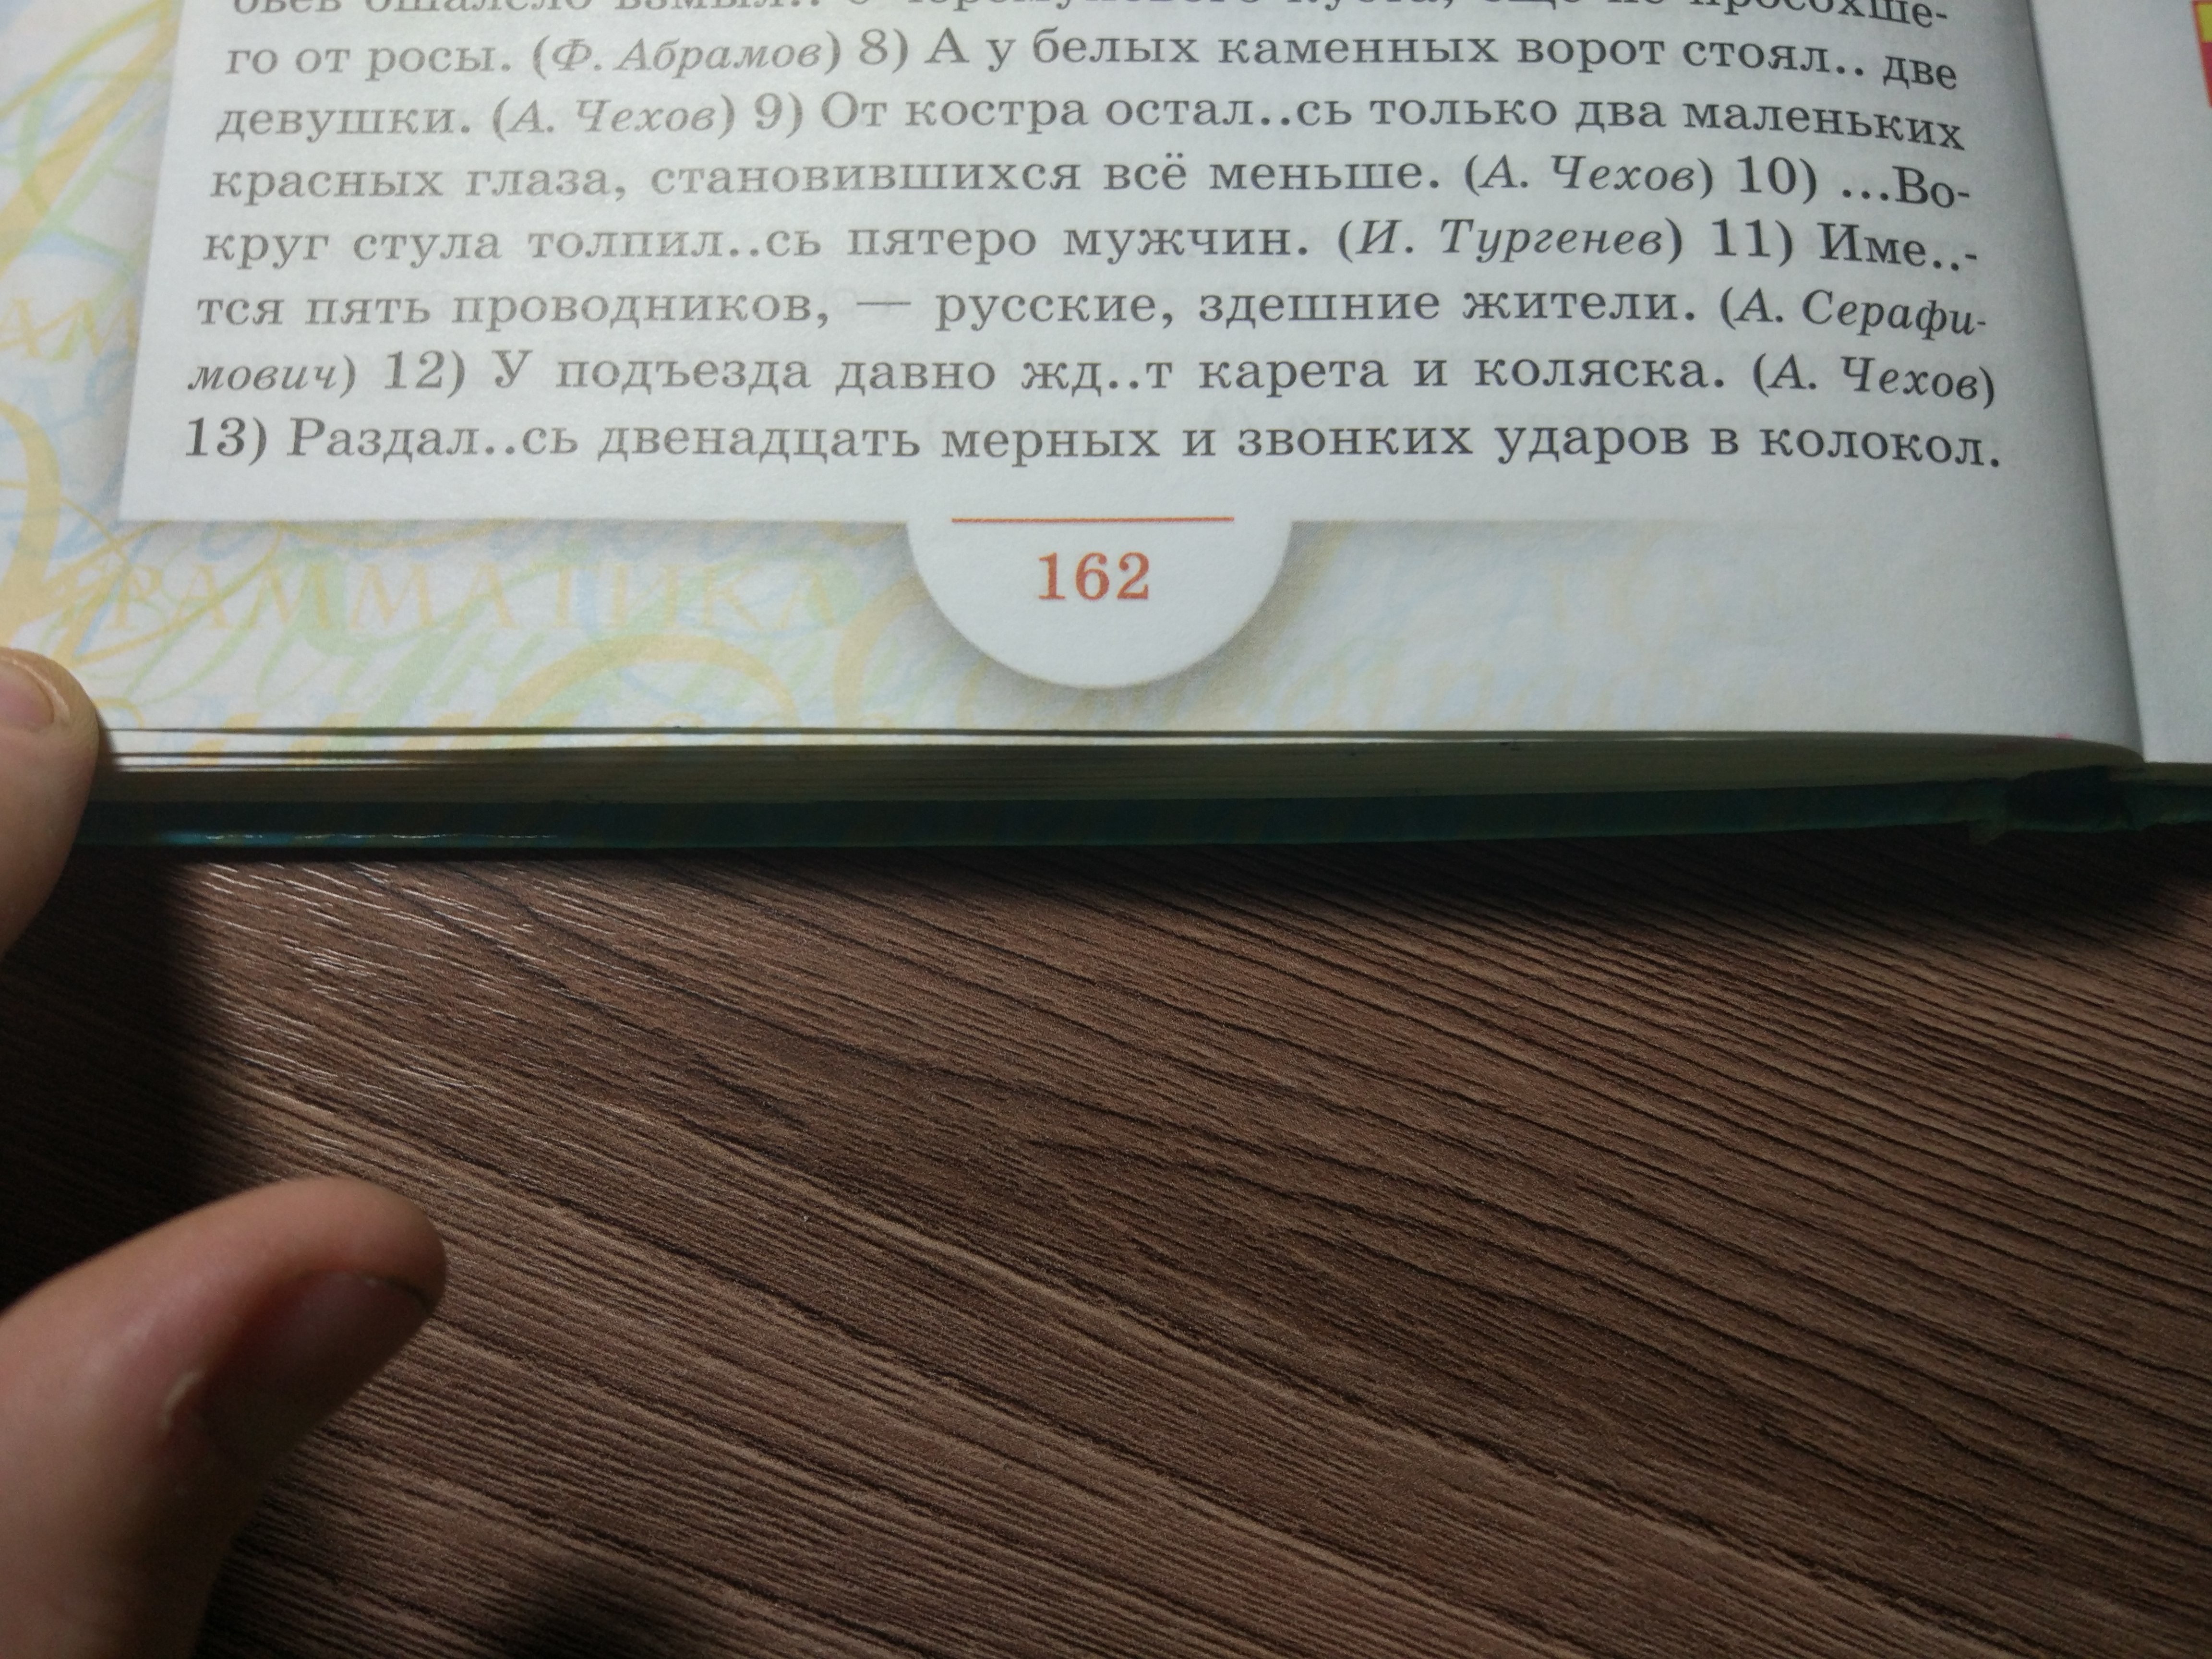 го от росы. (Ф. Абрамов) 8) А у белых каменных ворот стоял.. две
девушки. (А. Чехов) 9) От костра остал..сь только два маленьких
красных глаза, становившихся всё меньше. (А. Чехов) 10) ...Во-
круг стула толпил..сь пятеро мужчин. (И. Тургенев) 11) Име..-
тся пять проводников, — русские, здешние жители. (А. Серафи-
мович) 12) У подъезда давно жд..т карета и коляска. (А. Чехов)
13) Раздал..сь двенадцать мерных и звонких ударов в колокол.
162
ГРАММАТИКА